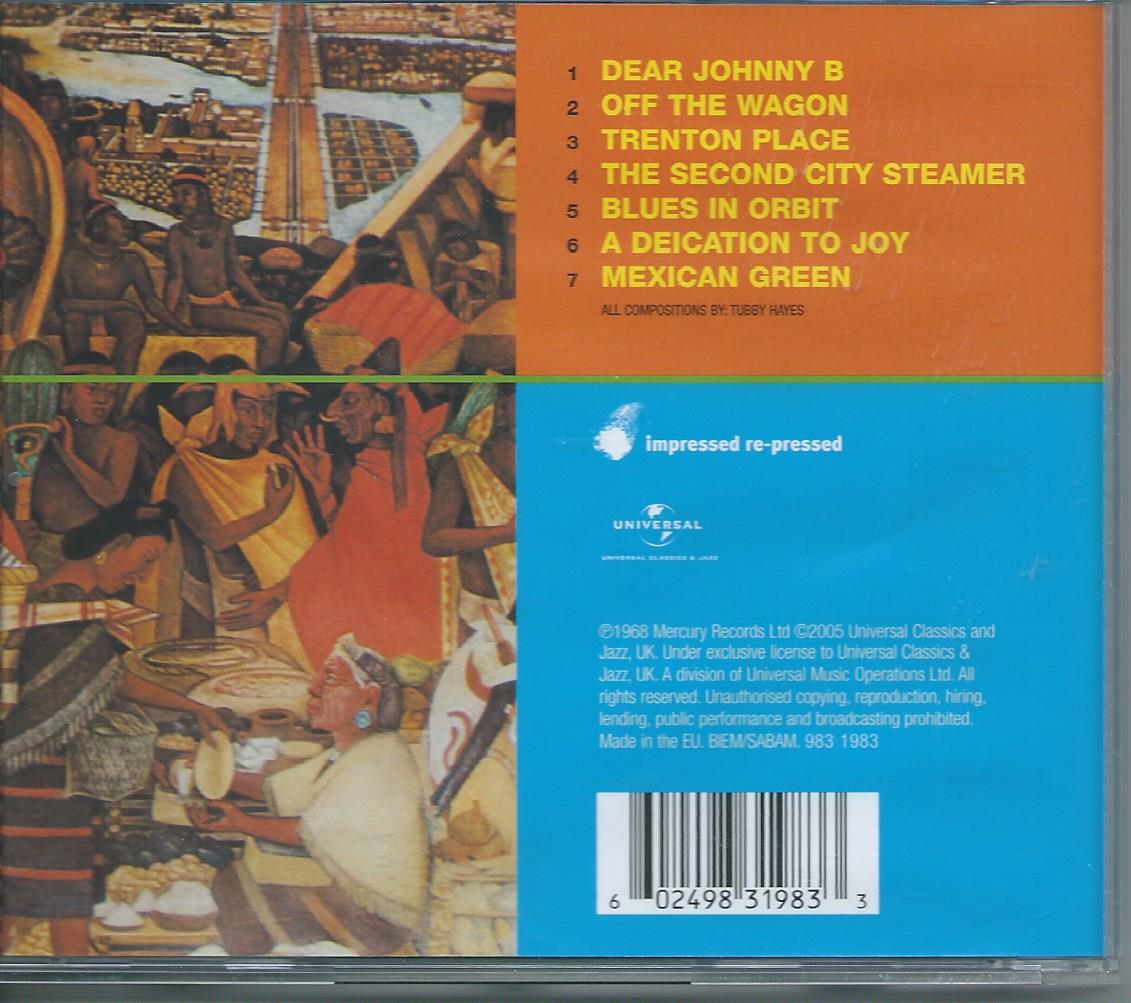 1 DEAR JOHNNY B
2 OFF THE WAGON
3 TRENTON PLACE
4 THE SECOND CITY STEAMER
5 BLUES IN ORBIT
6 A DEICATION TO JOY
7 MEXICAN GREEN
ALL COMPOSITIONS BY: TUBBY HAYES
impressed re-pressed
UNIVERSAL
UNIVERSAL CLASSICS & JAZZ
℗1968 Mercury Records Ltd ©2005 Universal Classics and
Jazz, UK. Under exclusive license to Universal Classics &
Jazz, UK. A division of Universal Music Operations Ltd. All
rights reserved. Unauthorised copying, reproduction, hiring,
lending, public performance and broadcasting prohibited.
Made in the EU. BIEM/SABAM. 983 1983
6 02498 31983 3